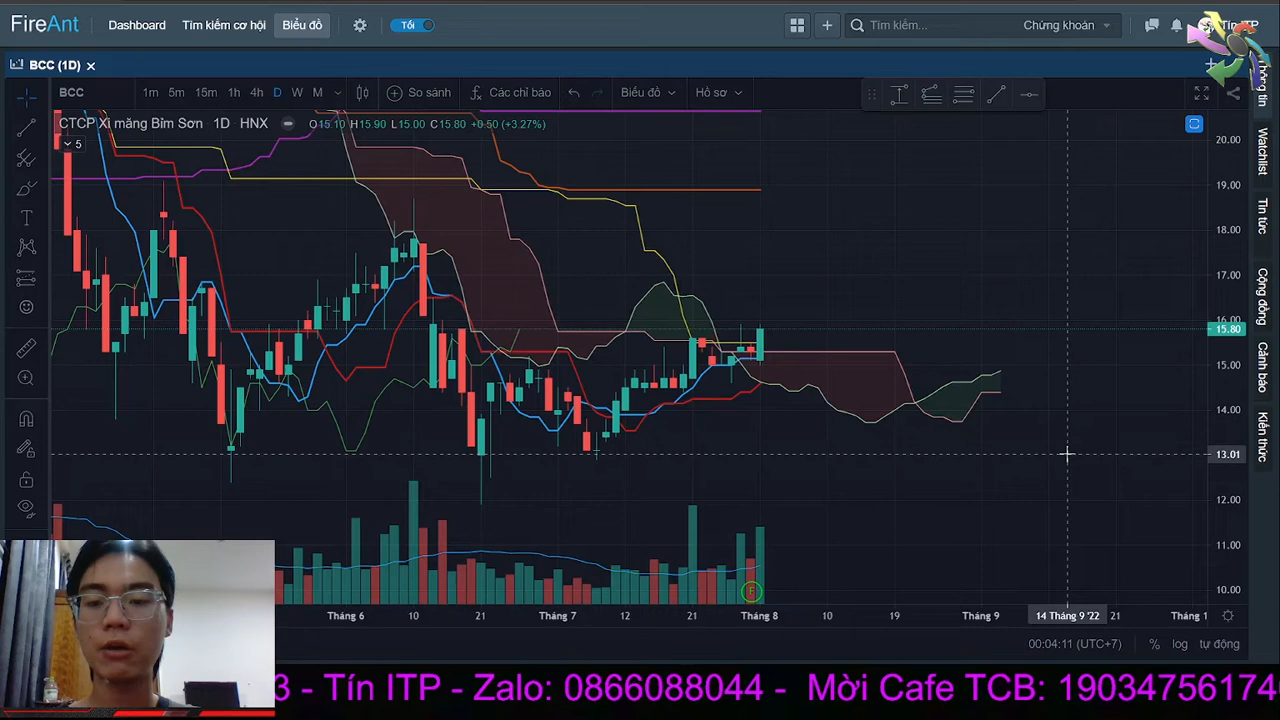 FireAnt Dashboard Tìm kiếm cơ hội Biểu đồ Tối Tìm kiếm... Chứng khoán Tín ITP
BCC (1D)
BCC 1m 5m 15m 1h 4h D W M So sánh Các chỉ báo Biểu đồ Hồ sơ
CTCP Xi măng Bỉm Sơn 1D HNX O15.10 H15.90 L15.00 C15.80 +0.50 (+3.27%)
5
20.00
19.00
18.00
17.00
16.00
15.80
15.00
14.00
13.01
12.00
11.00
10.00
Thông tin
Watchlist
Tin tức
Cộng đồng
Cảnh báo
Kiến thức
F
Tháng 6 10 21 Tháng 7 12 21 Tháng 8 10 19 Tháng 9 14 Tháng 9 '22 21 Tháng 1
00:04:11 (UTC+7) % log tự động
3 - Tín ITP - Zalo: 0866088044 - Mời Cafe TCB: 19034756174